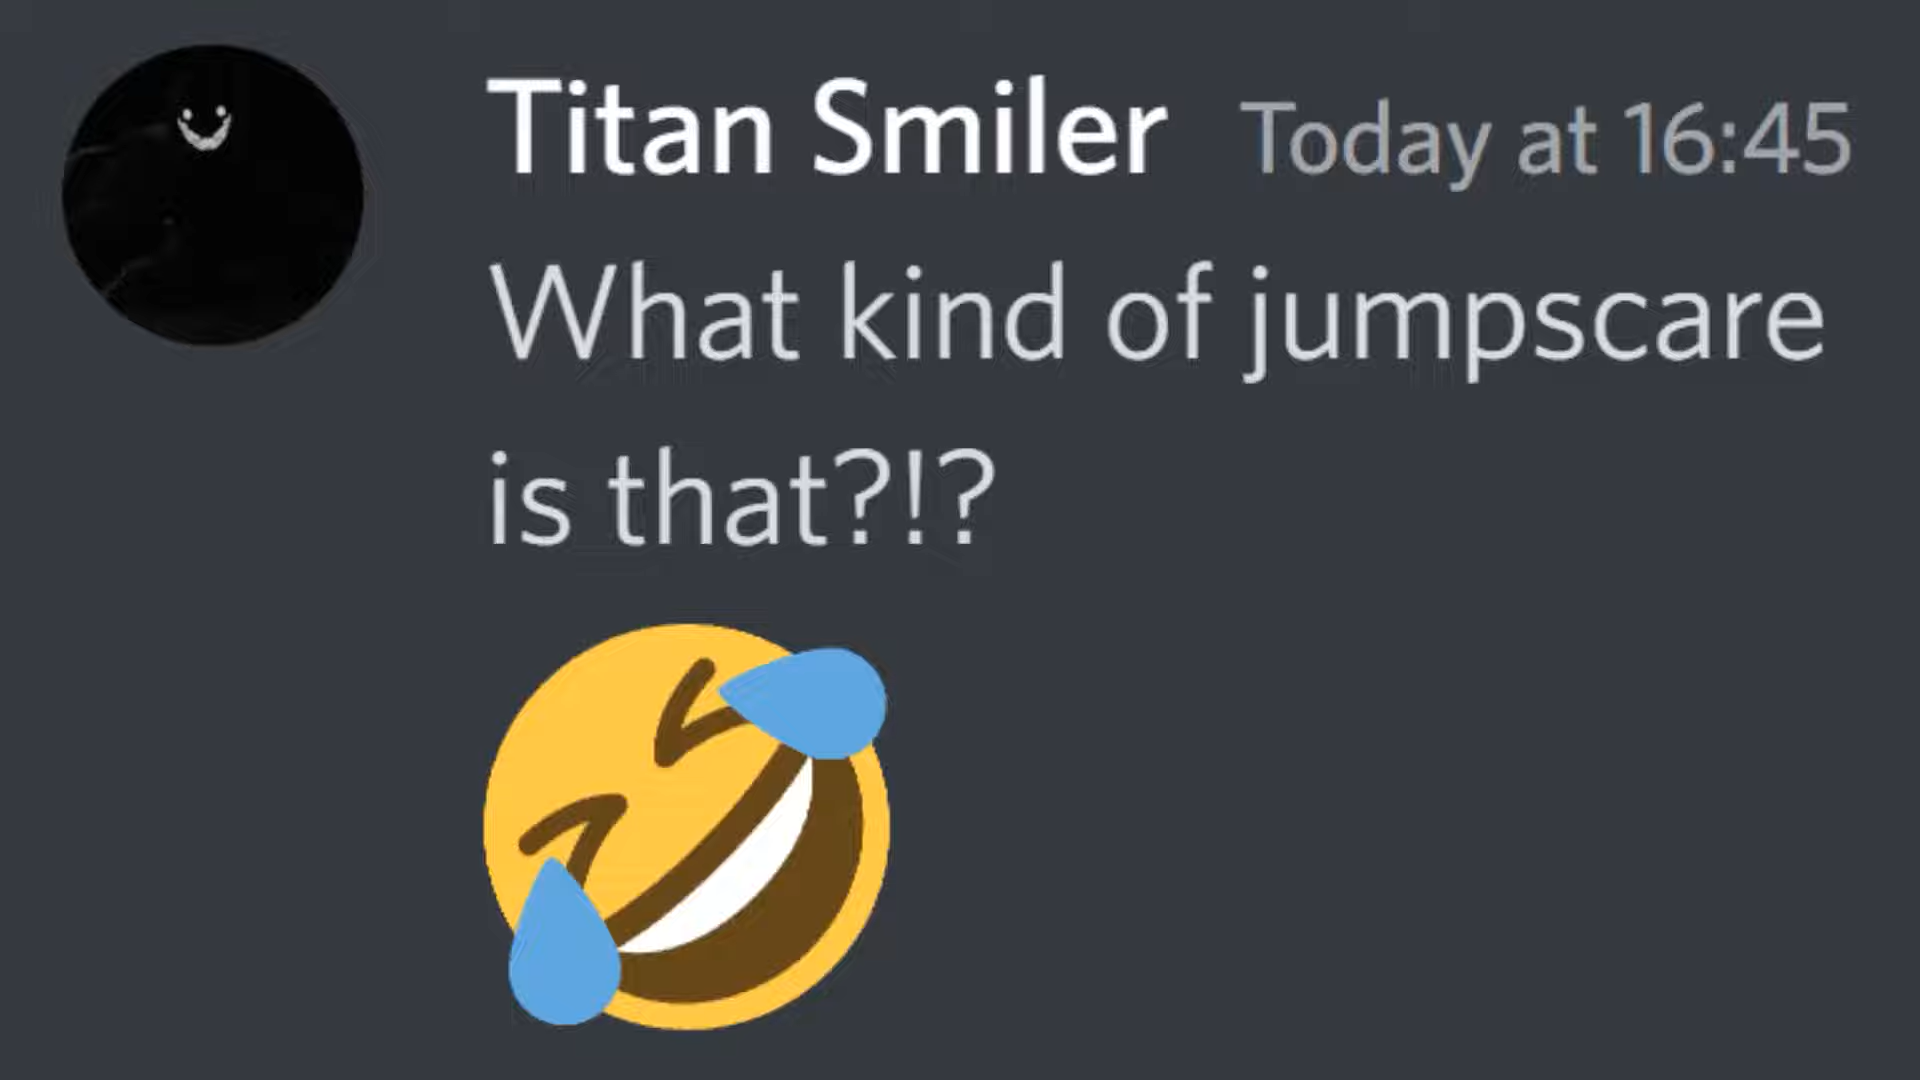 Titan Smiler Today at 16:45
What kind of jumpscare
is that?!?
🤣